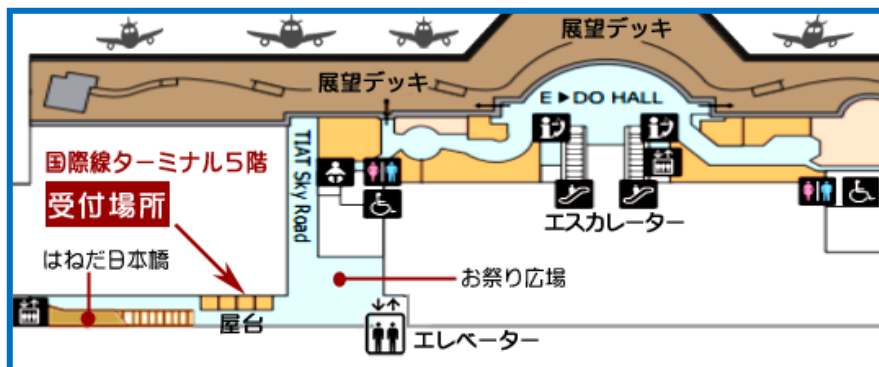 展望デッキ
展望デッキ
E▶DO HALL
国際線ターミナル5階
受付場所
TIAT Sky Road
はねだ日本橋
屋台
お祭り広場
エスカレーター
エレベーター